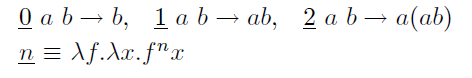 0 a b → b, 1 a b → ab, 2 a b → a(ab)
n ≡ λf.λx.fⁿx